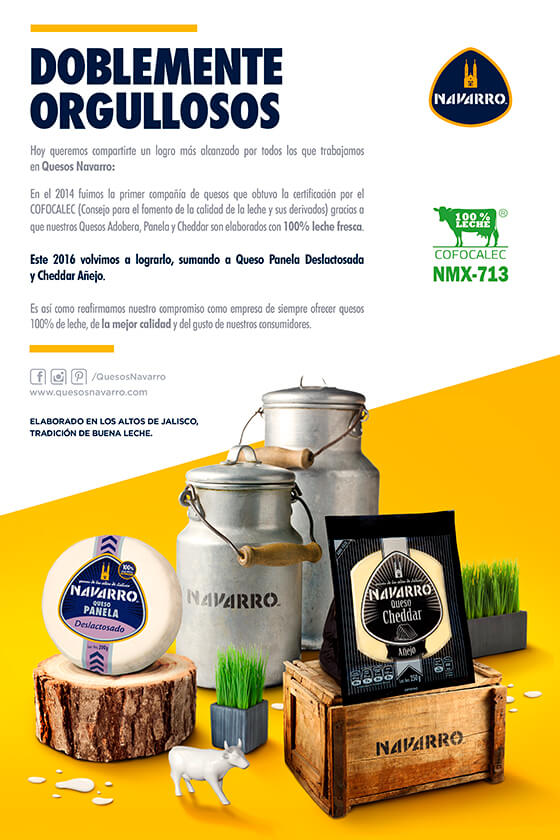 DOBLEMENTE
ORGULLOSOS
NAVARRO
Hoy queremos compartirte un logro más alcanzado por todos los que trabajamos
en Quesos Navarro:
En el 2014 fuimos la primer compañía de quesos que obtuvo la certificación por el
COFOCALEC (Consejo para el fomento de la calidad de la leche y sus derivados) gracias a
que nuestros Quesos Adobera, Panela y Cheddar son elaborados con 100% leche fresca.
100%
LECHE
®
COFOCALEC
NMX-713
Este 2016 volvimos a lograrlo, sumando a Queso Panela Deslactosada
y Cheddar Añejo.
Es así como reafirmamos nuestro compromiso como empresa de siempre ofrecer quesos
100% de leche, de la mejor calidad y del gusto de nuestros consumidores.
/QuesosNavarro
www.quesosnavarro.com
ELABORADO EN LOS ALTOS DE JALISCO,
TRADICIÓN DE BUENA LECHE.
NAVARRO
QUESO
PANELA
Deslactosado
NAVARRO
NAVARRO
Queso
Cheddar
Añejo
250 g
NAVARRO